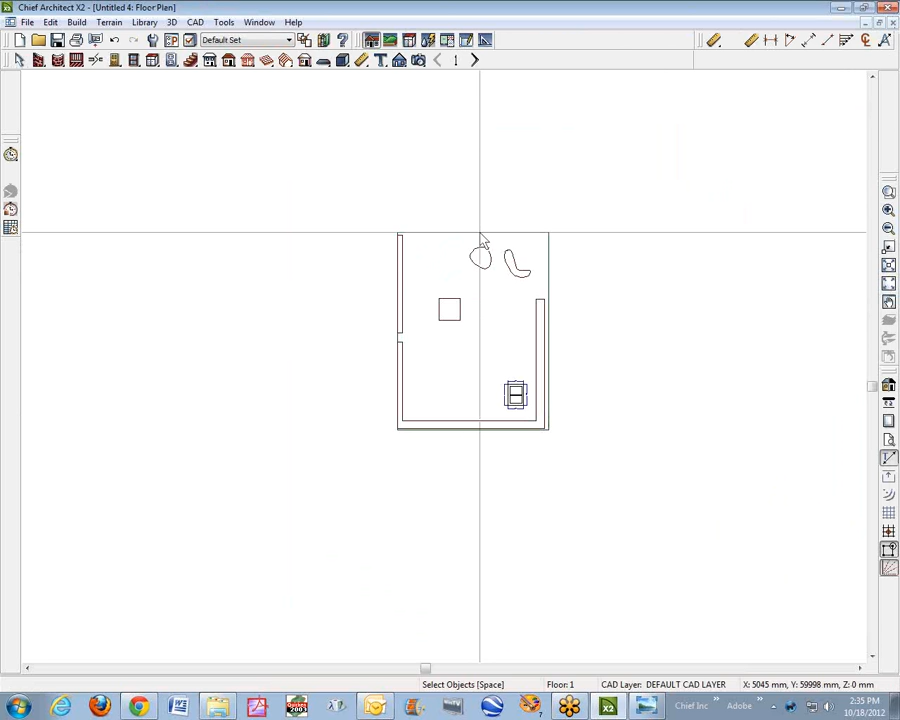 Chief Architect X2 - [Untitled 4: Floor Plan]
File Edit Build Terrain Library 3D CAD Tools Window Help
Default Set
1
Select Objects [Space] Floor: 1 CAD Layer: DEFAULT CAD LAYER X: 5045 mm, Y: 59998 mm, Z: 0 mm
X2 Chief Inc » Adobe » 2:35 PM
10/18/2012